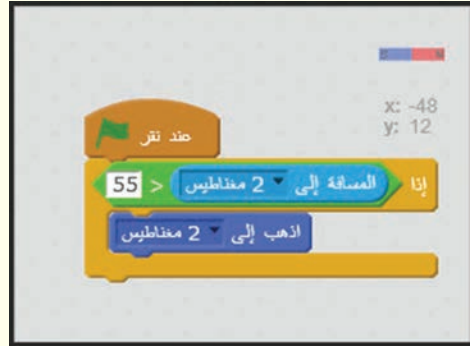 x: -48
y: 12
عند نقر
إذا المسافة إلى 2 مغناطيس < 55
اذهب إلى 2 مغناطيس